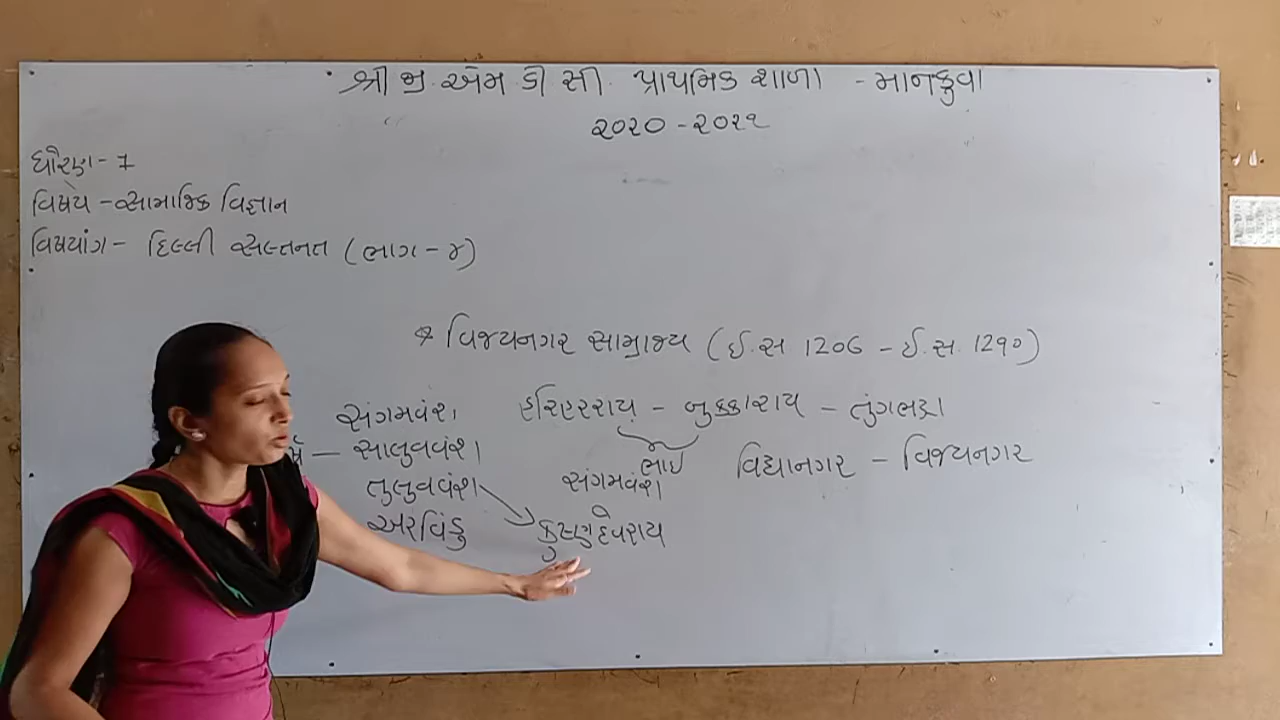 શ્રી જી. એમ ડી સી. પ્રાથમિક શાળા - માનકુવા
૨૦૨૦ - ૨૦૨૧
ધોરણ - 7
વિષય - સામાજિક વિજ્ઞાન
વિષયાંગ - દિલ્લી સલ્તનત (ભાગ - ૪)
* વિજયનગર સામ્રાજ્ય (ઈ.સ 1206 - ઈ.સ. 129૦)
સંગમવંશ હરિહરરાય - બુક્કારાય - તુંગભદ્રા
— સાલુવવંશ ભાઇ વિદ્યાનગર - વિજયનગર
તુલુવવંશ સંગમવંશ
અરવિંડુ કૃષ્ણદેવરાય